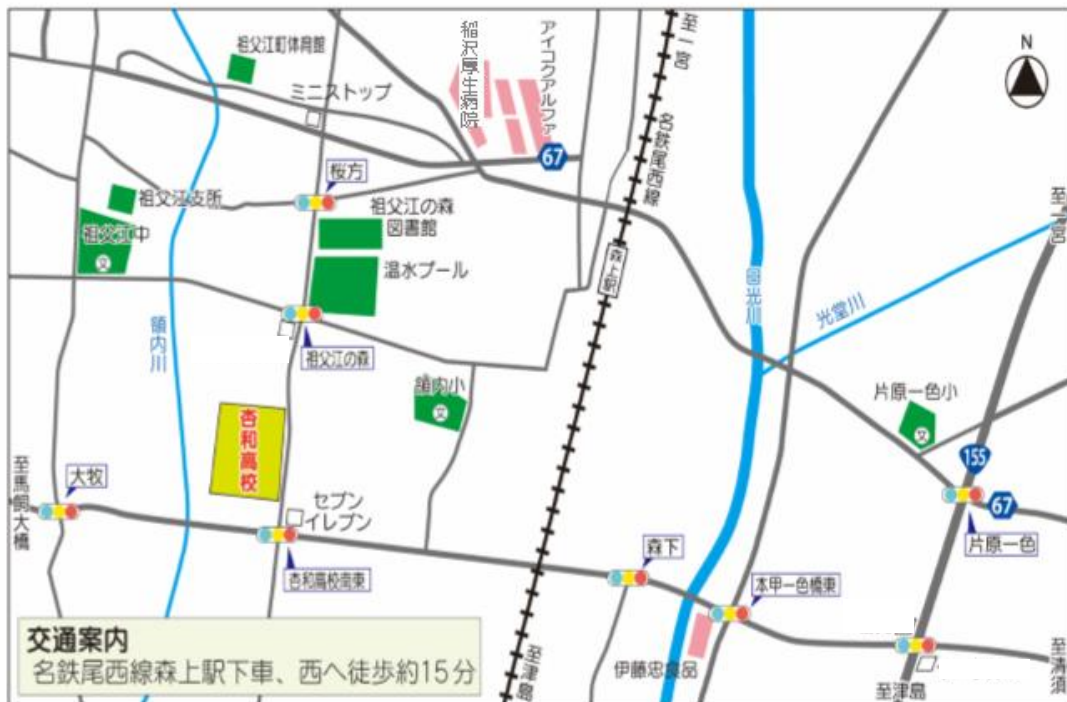 祖父江町体育館
稲沢厚生病院
アイコクアルファ
至一宮
N
ミニストップ
名鉄尾西線
67
桜方
至一宮
祖父江支所
祖父江の森
図書館
祖父江中
文
温水プール
森上駅
日光川
光堂川
領内川
祖父江の森
領内小
文
片原一色小
文
杏和高校
155
至馬飼大橋
大牧
セブン
イレブン
67
片原一色
森下
杏和高校南東
本甲一色橋東
交通案内
名鉄尾西線森上駅下車、西へ徒歩約15分
至津島
伊藤忠良品
至津島
至清須